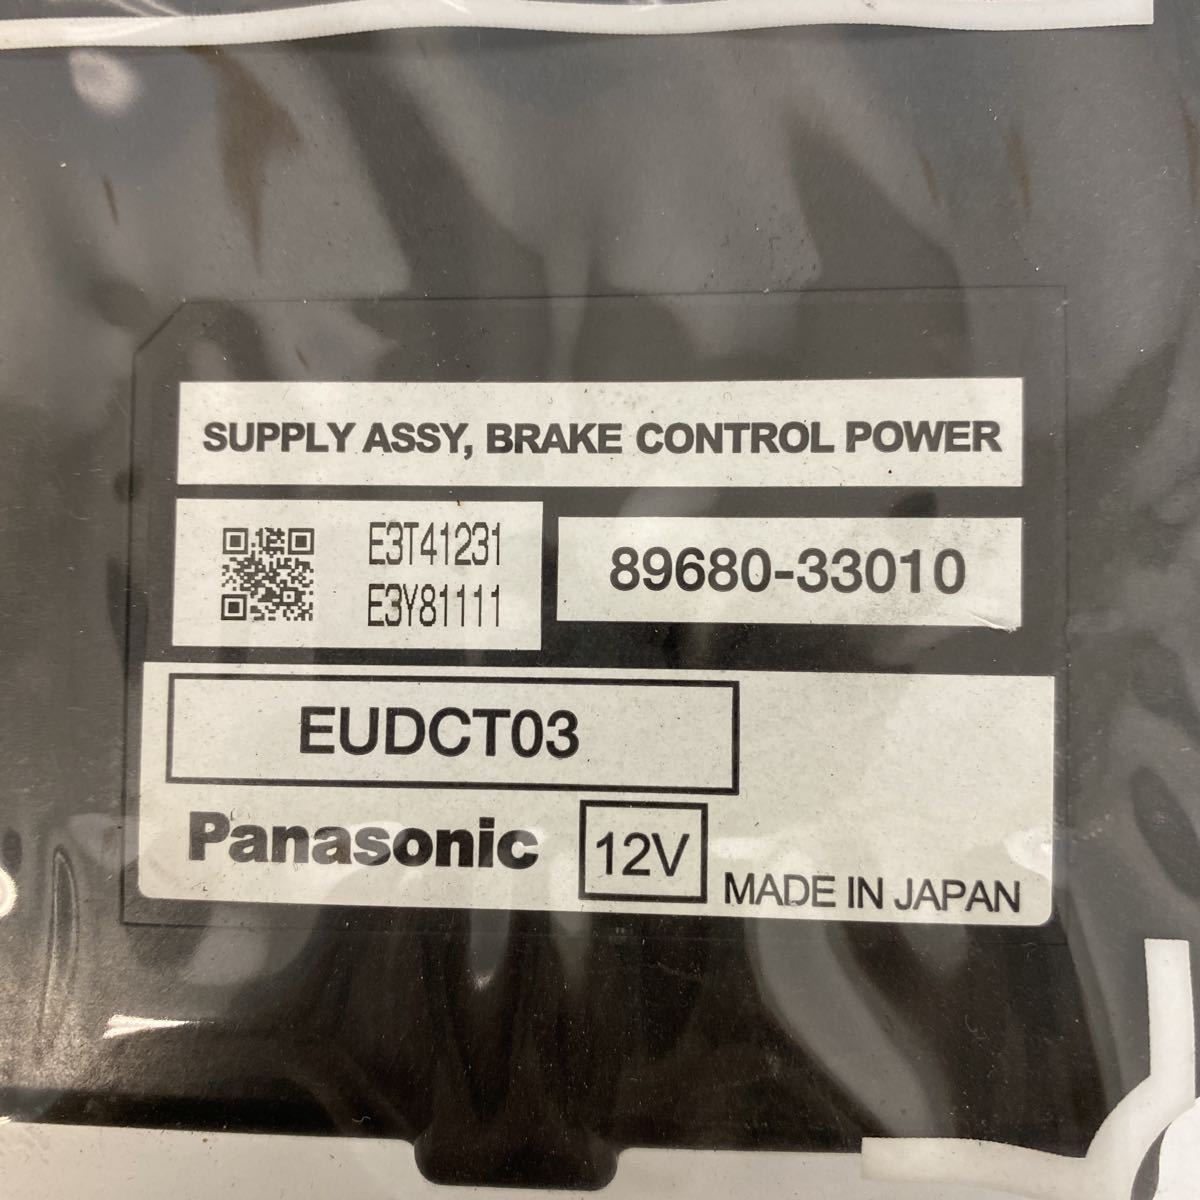 SUPPLY ASSY, BRAKE CONTROL POWER
E3T41231
E3Y81111
89680-33010
EUDCT03
Panasonic
12V
MADE IN JAPAN